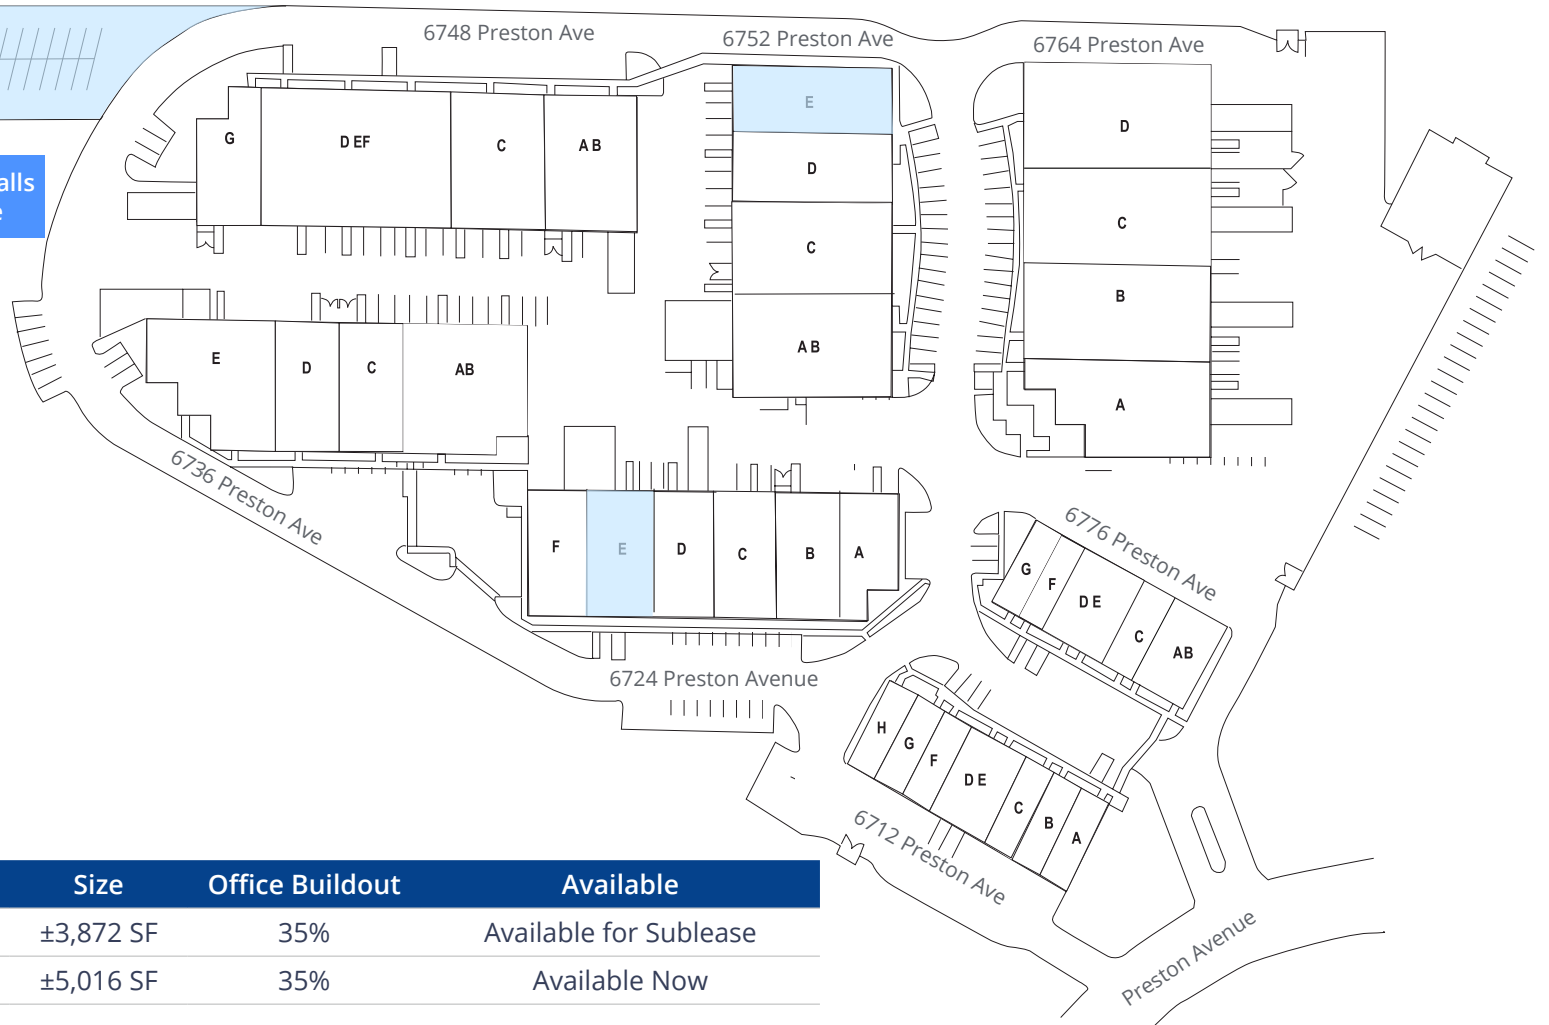 6748 Preston Ave
6752 Preston Ave
6764 Preston Ave
alls
e
G
D EF
C
A B
E
D
C
A B
D
C
B
A
E
D
C
AB
6736 Preston Ave
F
E
D
C
B
A
6724 Preston Avenue
6776 Preston Ave
G
F
D E
C
AB
H
G
F
D E
C
B
A
6712 Preston Ave
Preston Avenue
Size Office Buildout Available
±3,872 SF 35% Available for Sublease
±5,016 SF 35% Available Now